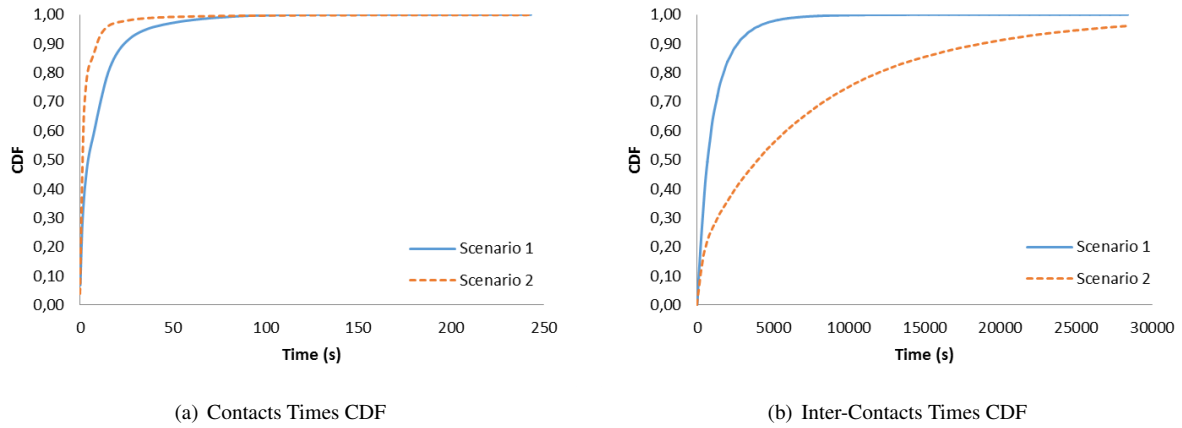 1,00
0,90
0,80
0,70
0,60
0,50
0,40
0,30
0,20
0,10
0,00
CDF
0 50 100 150 200 250
Time (s)
Scenario 1
Scenario 2
(a) Contacts Times CDF
1,00
0,90
0,80
0,70
0,60
0,50
0,40
0,30
0,20
0,10
0,00
CDF
0 5000 10000 15000 20000 25000 30000
Time (s)
Scenario 1
Scenario 2
(b) Inter-Contacts Times CDF